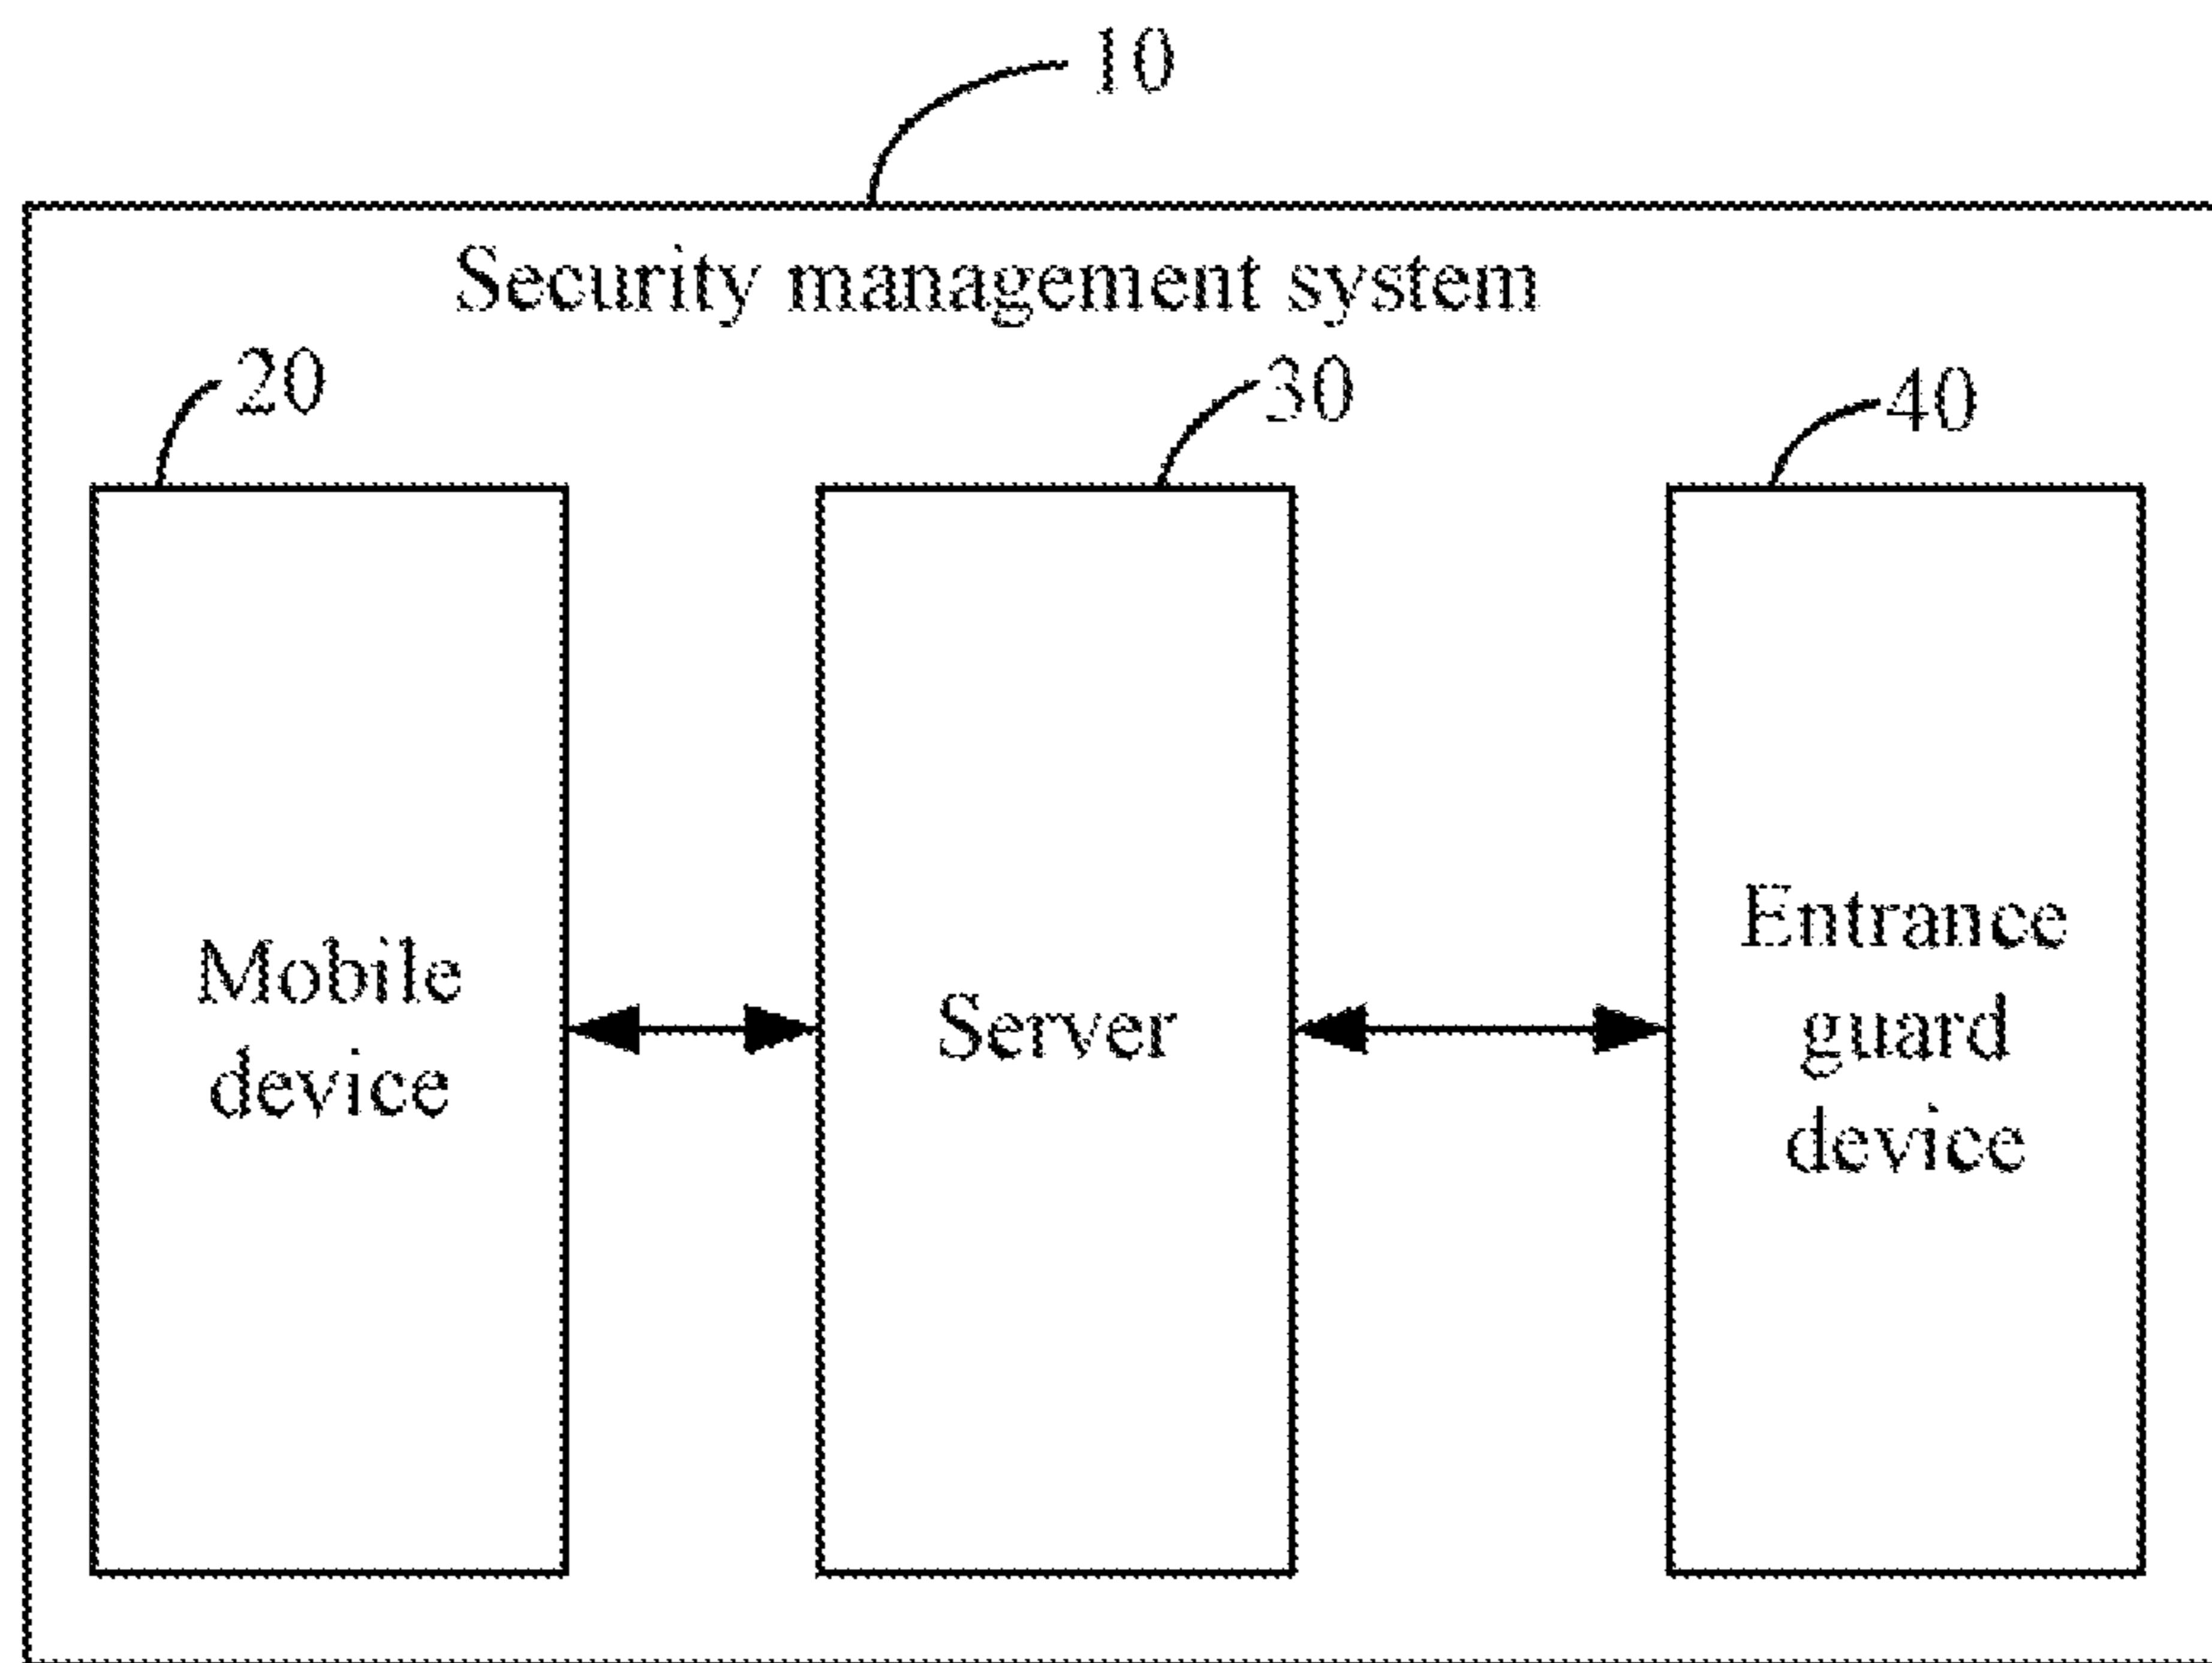 10
Security management system
20
30
40
Mobile
device
Server
Entrance
guard
device